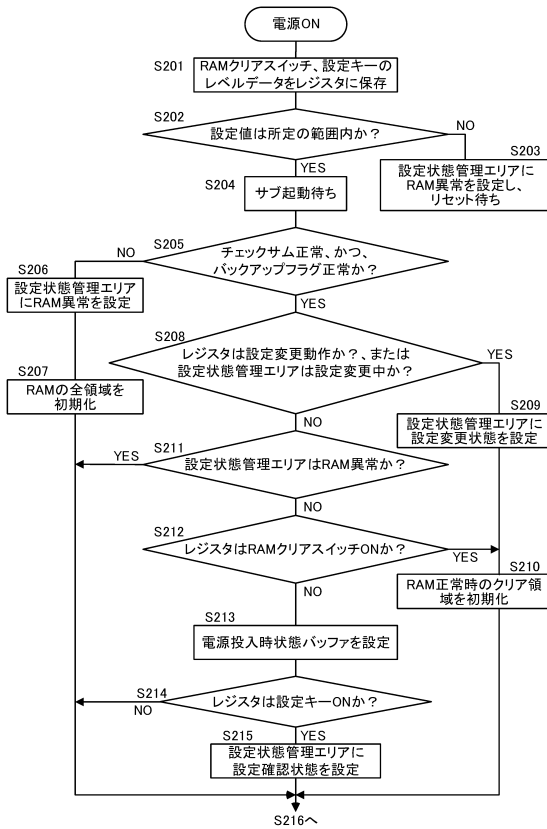 電源ON
S201
RAMクリアスイッチ、設定キーの
レベルデータをレジスタに保存
S202
設定値は所定の範囲内か？
NO
S203
設定状態管理エリアに
RAM異常を設定し、
リセット待ち
YES
S204
サブ起動待ち
S205
チェックサム正常、かつ、
バックアップフラグ正常か？
NO
S206
設定状態管理エリア
にRAM異常を設定
YES
S207
RAMの全領域を
初期化
S208
レジスタは設定変更動作か？、または
設定状態管理エリアは設定変更中か？
YES
S209
設定状態管理エリアに
設定変更状態を設定
NO
S211
設定状態管理エリアはRAM異常か？
YES
NO
S212
レジスタはRAMクリアスイッチONか？
YES
S210
RAM正常時のクリア領
域を初期化
NO
S213
電源投入時状態バッファを設定
S214
レジスタは設定キーONか？
NO
YES
S215
設定状態管理エリアに
設定確認状態を設定
S216へ